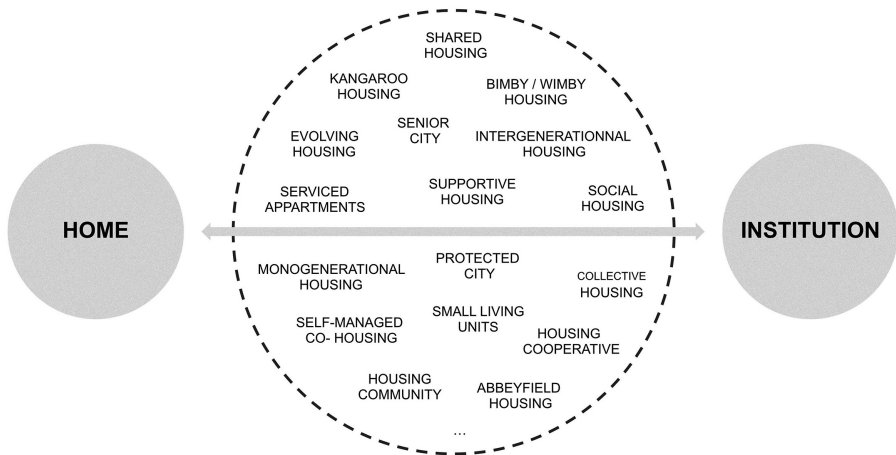 SHARED
HOUSING
KANGAROO
HOUSING
BIMBY / WIMBY
HOUSING
SENIOR
CITY
EVOLVING
HOUSING
INTERGENERATIONNAL
HOUSING
SERVICED
APPARTMENTS
SUPPORTIVE
HOUSING
SOCIAL
HOUSING
HOME
INSTITUTION
MONOGENERATIONAL
HOUSING
PROTECTED
CITY
COLLECTIVE
HOUSING
SELF-MANAGED
CO- HOUSING
SMALL LIVING
UNITS
HOUSING
COOPERATIVE
HOUSING
COMMUNITY
ABBEYFIELD
HOUSING
...